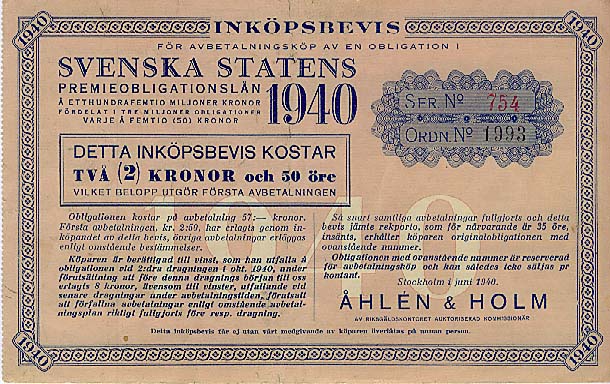 1940 INKÖPSBEVIS 1940
FÖR AVBETALNINGSKÖP AV EN OBLIGATION I
SVENSKA STATENS
PREMIEOBLIGATIONSLÅN
Å ETTHUNDRAFEMTIO MILJONER KRONOR
FÖRDELAT I TRE MILJONER OBLIGATIONER
VARJE Å FEMTIO (50) KRONOR
1940
SER. No 754
ORDN. No 1993
DETTA INKÖPSBEVIS KOSTAR
TVÅ (2) KRONOR och 50 öre
VILKET BELOPP UTGÖR FÖRSTA AVBETALNINGEN
Obligationen kostar på avbetalning 57:— kronor.
Första avbetalningen, kr. 2:50, har erlagts genom in-
köpandet av detta bevis, övriga avbetalningar erläggas
enligt omstående bestämmelser.
Köparen är berättigad till vinst, som kan utfalla å
obligationen vid 2:dra dragningen i okt. 1940, under
förutsättning att före denna dragnings början till oss
erlagts 8 kronor, ävensom till vinster, utfallande vid
senare dragningar under avbetalningstiden, förutsatt
att förfallna avbetalningar enligt omstående avbetal-
ningsplan riktigt fullgjorts före resp. dragning.
Så snart samtliga avbetalningar fullgjorts och detta
bevis jämte rekporto, som för närvarande är 35 öre,
insänts, erhåller köparen originalobligationen med
ovanstående nummer.
Obligationen med ovanstående nummer är reserverad
för avbetalningsköp och kan således icke säljas pr
kontant.
Stockholm i juni 1940.
ÅHLÉN & HOLM
AV RIKSGÄLDSKONTORET AUKTORISERAD KOMMISSIONÄR
Detta inköpsbevis får ej utan vårt medgivande av köparen överlåtas på annan person.
1940
1940 1940